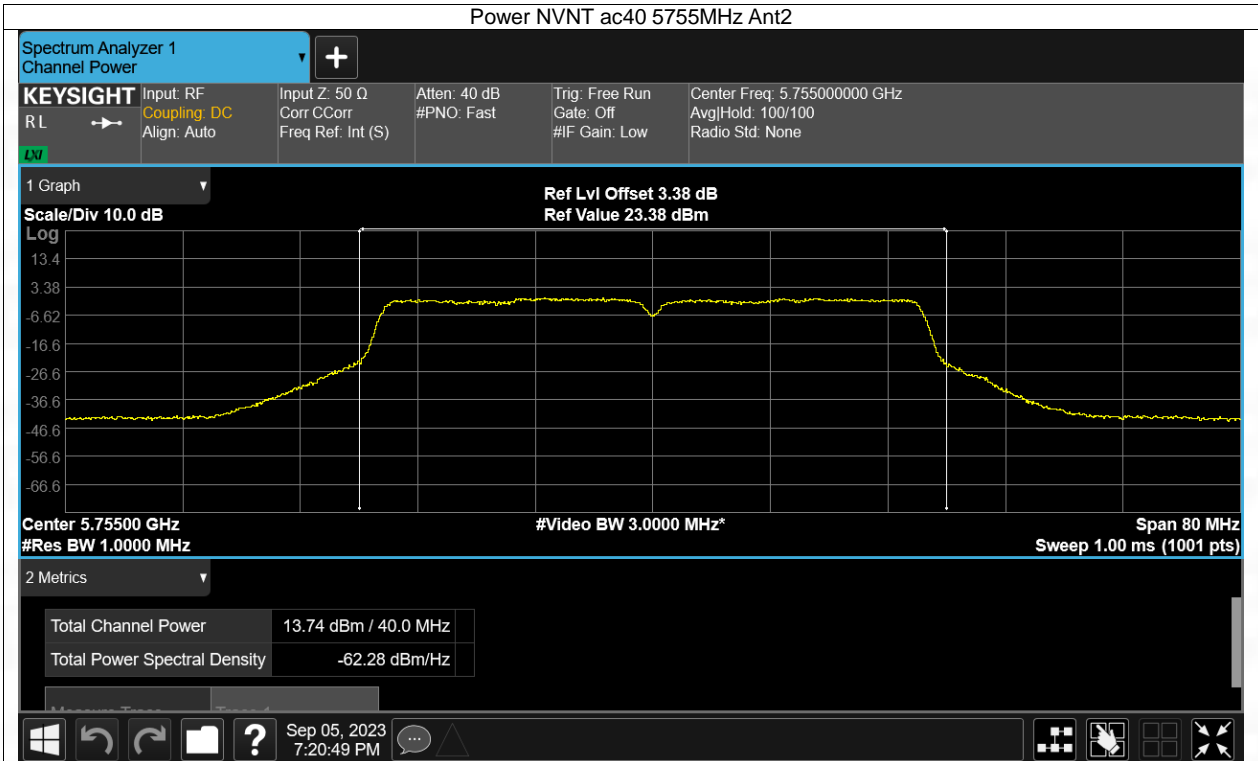 Power NVNT ac40 5755MHz Ant2
Spectrum Analyzer 1
Channel Power
KEYSIGHT
RL
LXI
Input: RF
Coupling: DC
Align: Auto
Input Z: 50 Ω
Corr CCorr
Freq Ref: Int (S)
Atten: 40 dB
#PNO: Fast
Trig: Free Run
Gate: Off
#IF Gain: Low
Center Freq: 5.755000000 GHz
Avg|Hold: 100/100
Radio Std: None
1 Graph
Scale/Div 10.0 dB
Ref Lvl Offset 3.38 dB
Ref Value 23.38 dBm
Log
13.4
3.38
-6.62
-16.6
-26.6
-36.6
-46.6
-56.6
-66.6
Center 5.75500 GHz
#Res BW 1.0000 MHz
#Video BW 3.0000 MHz*
Span 80 MHz
Sweep 1.00 ms (1001 pts)
2 Metrics
Total Channel Power 13.74 dBm / 40.0 MHz
Total Power Spectral Density -62.28 dBm/Hz
Sep 05, 2023
7:20:49 PM